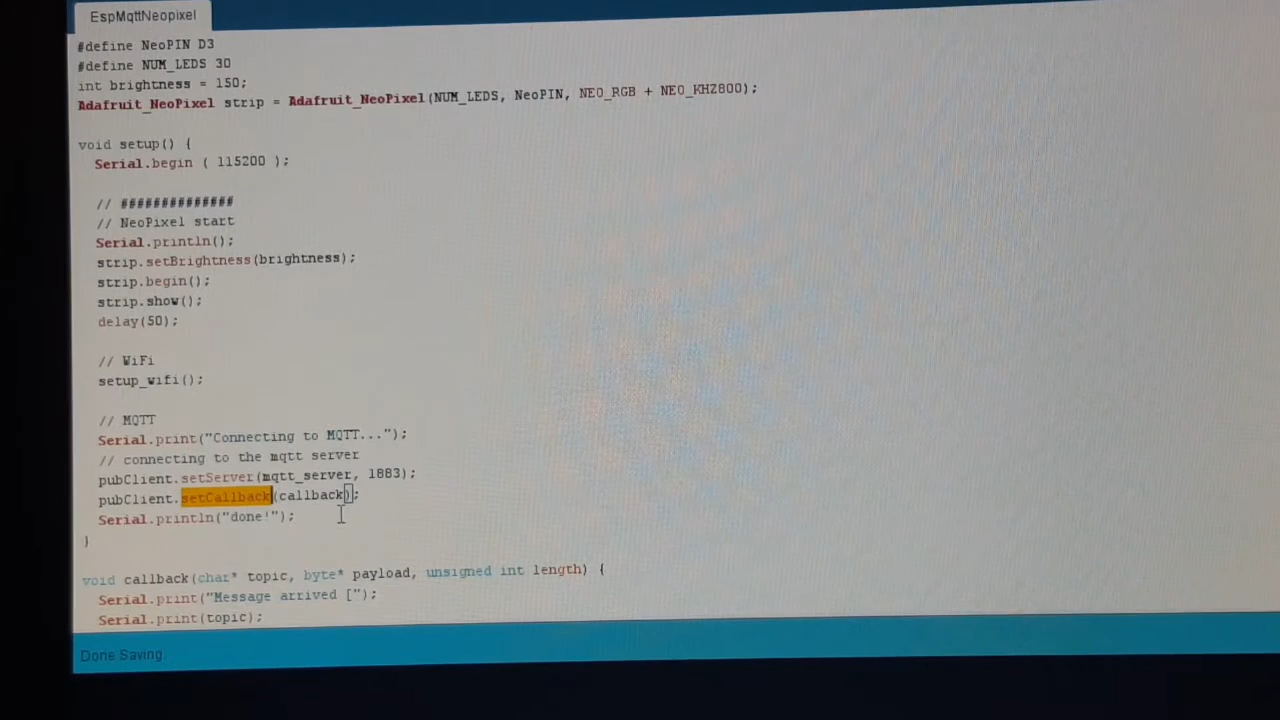 EspMqttNeopixel
#define NeoPIN D3
#define NUM_LEDS 30
int brightness = 150;
Adafruit_NeoPixel strip = Adafruit_NeoPixel(NUM_LEDS, NeoPIN, NEO_RGB + NEO_KHZ800);
void setup() {
Serial.begin ( 115200 );
// ##############
// NeoPixel start
Serial.println();
strip.setBrightness(brightness);
strip.begin();
strip.show();
delay(50);
// WiFi
setup_wifi();
// MQTT
Serial.print("Connecting to MQTT...");
// connecting to the mqtt server
pubClient.setServer(mqtt_server, 1883);
pubClient.setCallback(callback);
Serial.println("done!");
}
void callback(char* topic, byte* payload, unsigned int length) {
Serial.print("Message arrived [");
Serial.print(topic);
Done Saving